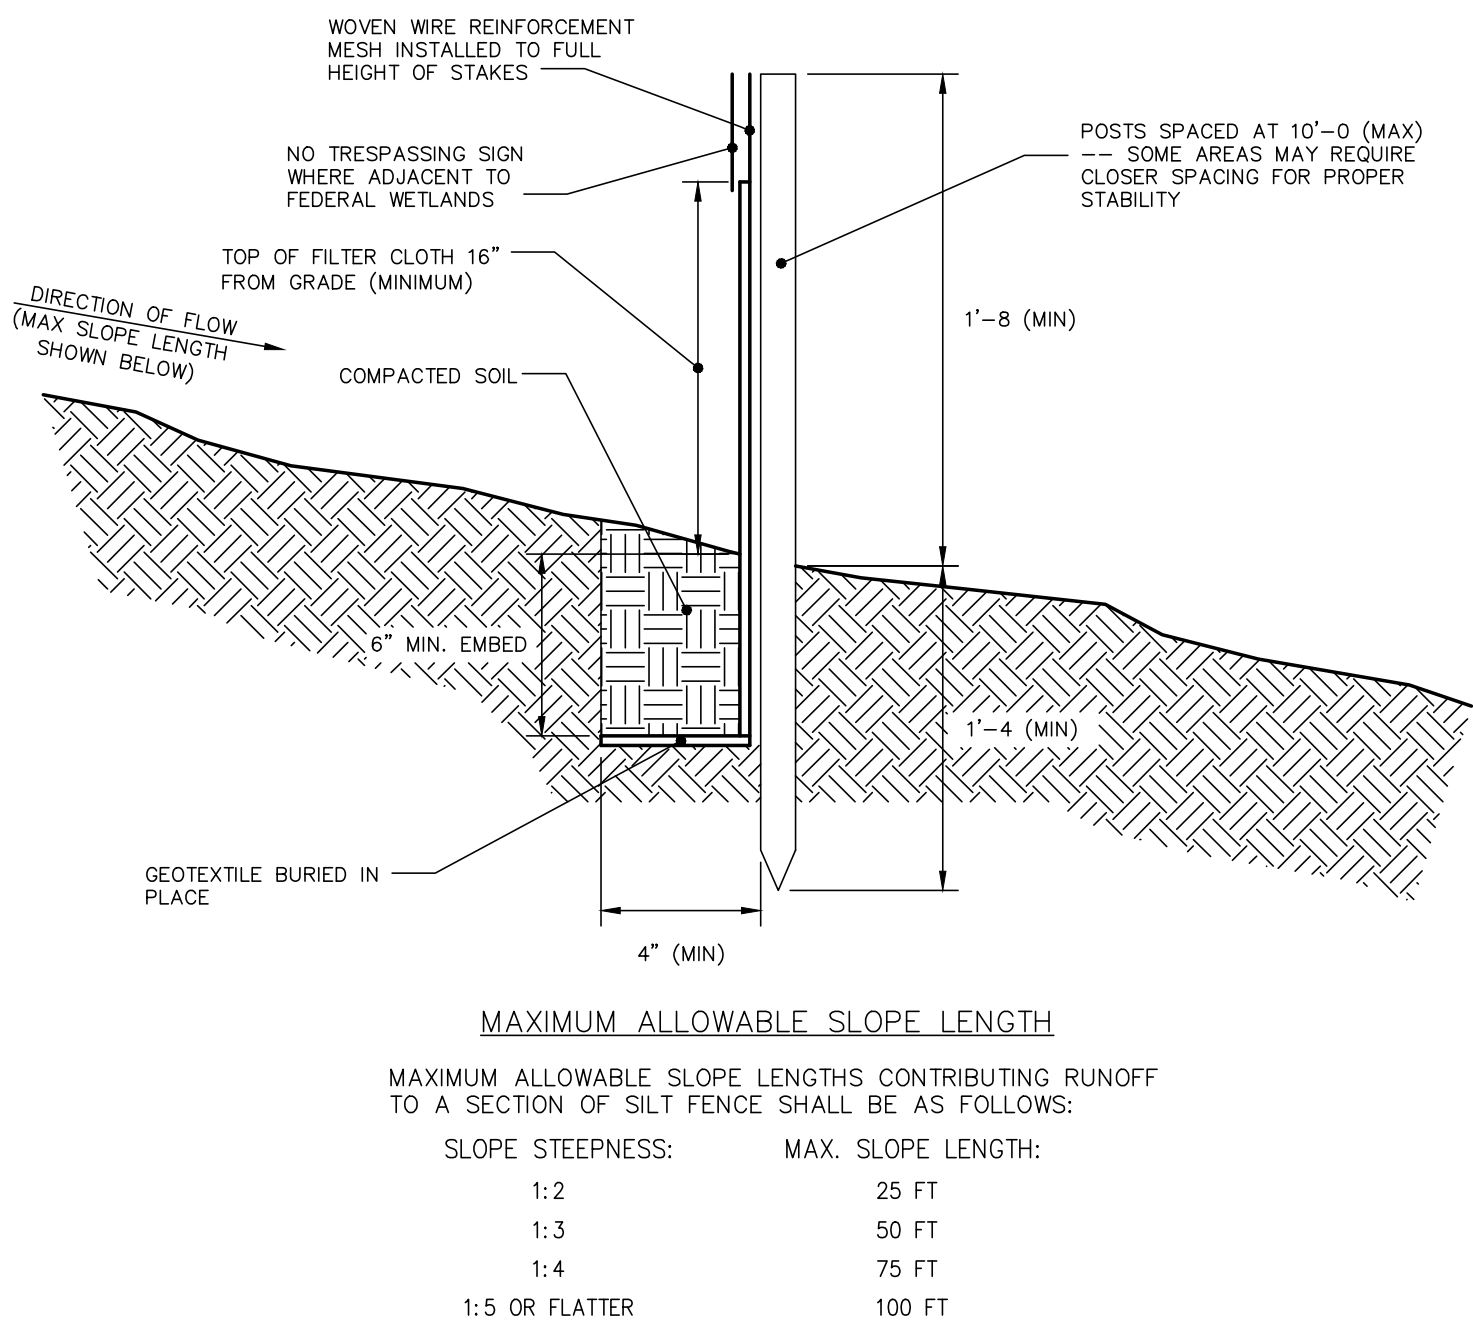 WOVEN WIRE REINFORCEMENT
MESH INSTALLED TO FULL
HEIGHT OF STAKES
NO TRESPASSING SIGN
WHERE ADJACENT TO
FEDERAL WETLANDS
POSTS SPACED AT 10'-0 (MAX)
-- SOME AREAS MAY REQUIRE
CLOSER SPACING FOR PROPER
STABILITY
TOP OF FILTER CLOTH 16"
FROM GRADE (MINIMUM)
DIRECTION OF FLOW
(MAX SLOPE LENGTH
SHOWN BELOW)
1'-8 (MIN)
COMPACTED SOIL
6" MIN. EMBED
1'-4 (MIN)
GEOTEXTILE BURIED IN
PLACE
4" (MIN)
MAXIMUM ALLOWABLE SLOPE LENGTH
MAXIMUM ALLOWABLE SLOPE LENGTHS CONTRIBUTING RUNOFF
TO A SECTION OF SILT FENCE SHALL BE AS FOLLOWS:
SLOPE STEEPNESS: MAX. SLOPE LENGTH:
1:2 25 FT
1:3 50 FT
1:4 75 FT
1:5 OR FLATTER 100 FT